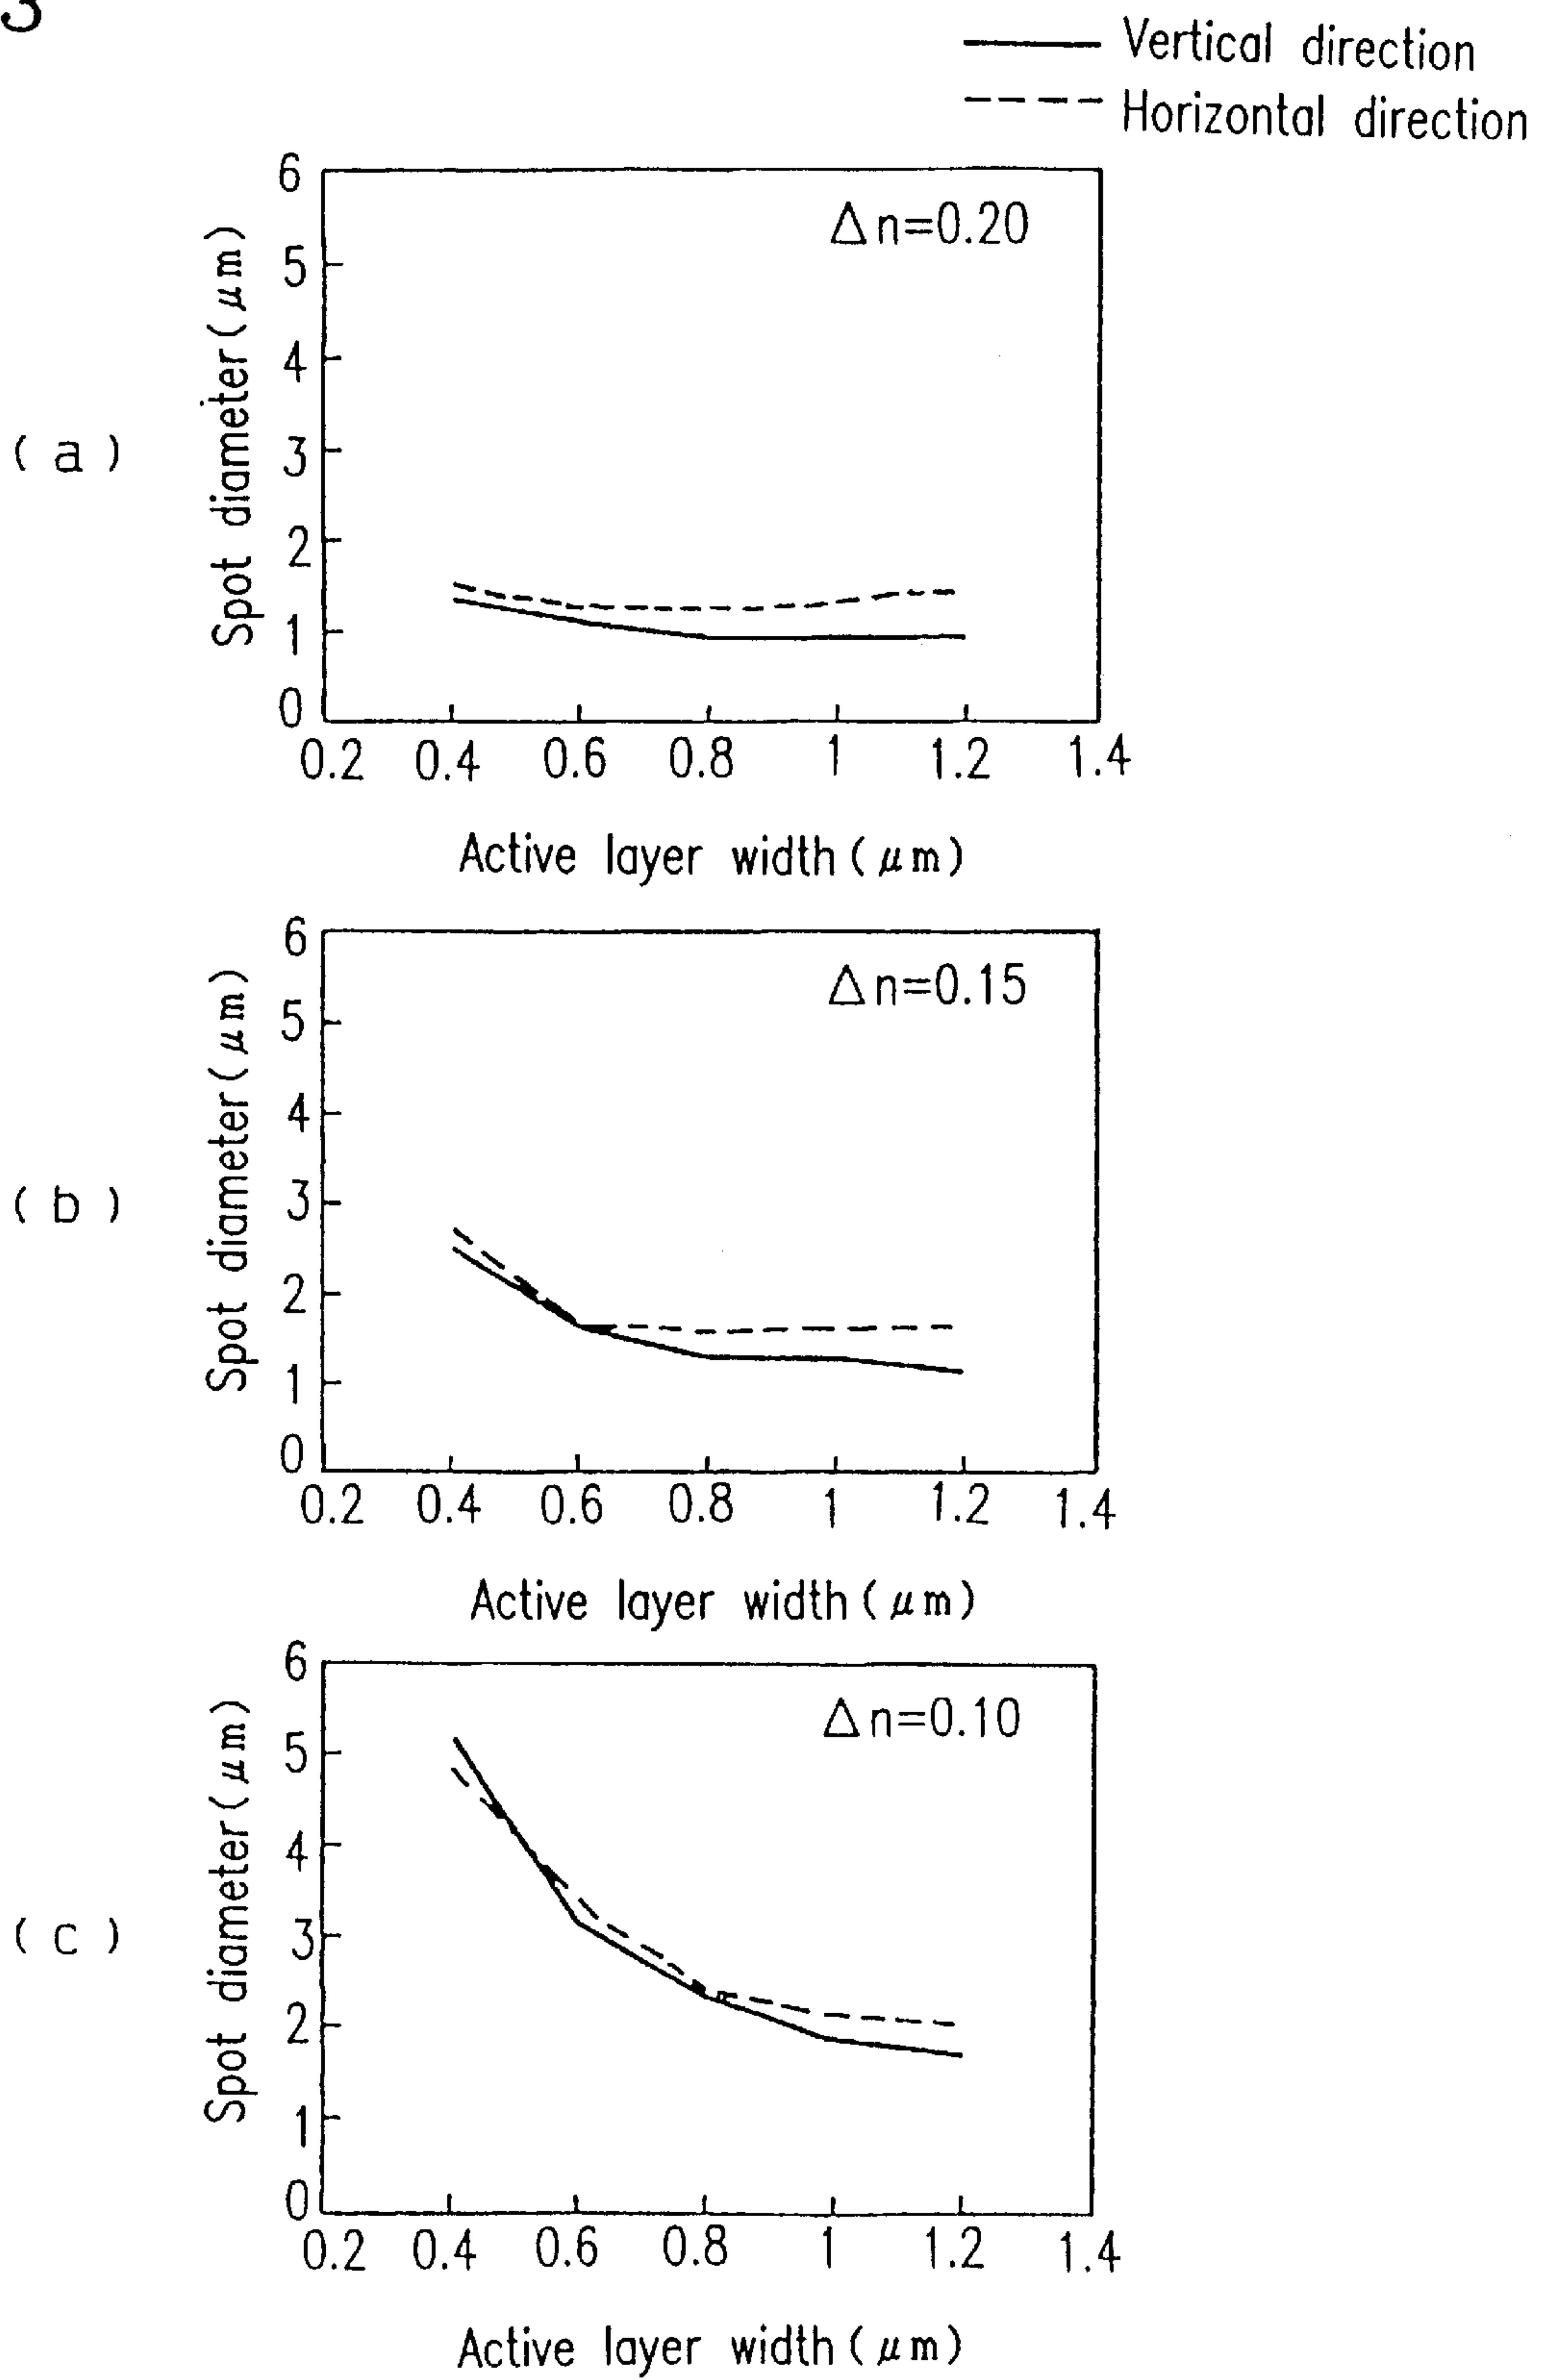 3
Vertical direction
Horizontal direction
(a)
Spot diameter(μm)
6
5
4
3
2
1
0
Δn=0.20
0.2 0.4 0.6 0.8 1 1.2 1.4
Active layer width(μm)
(b)
Spot diameter(μm)
6
5
4
3
2
1
0
Δn=0.15
0.2 0.4 0.6 0.8 1 1.2 1.4
Active layer width(μm)
(c)
Spot diameter(μm)
6
5
4
3
2
1
0
Δn=0.10
0.2 0.4 0.6 0.8 1 1.2 1.4
Active layer width(μm)